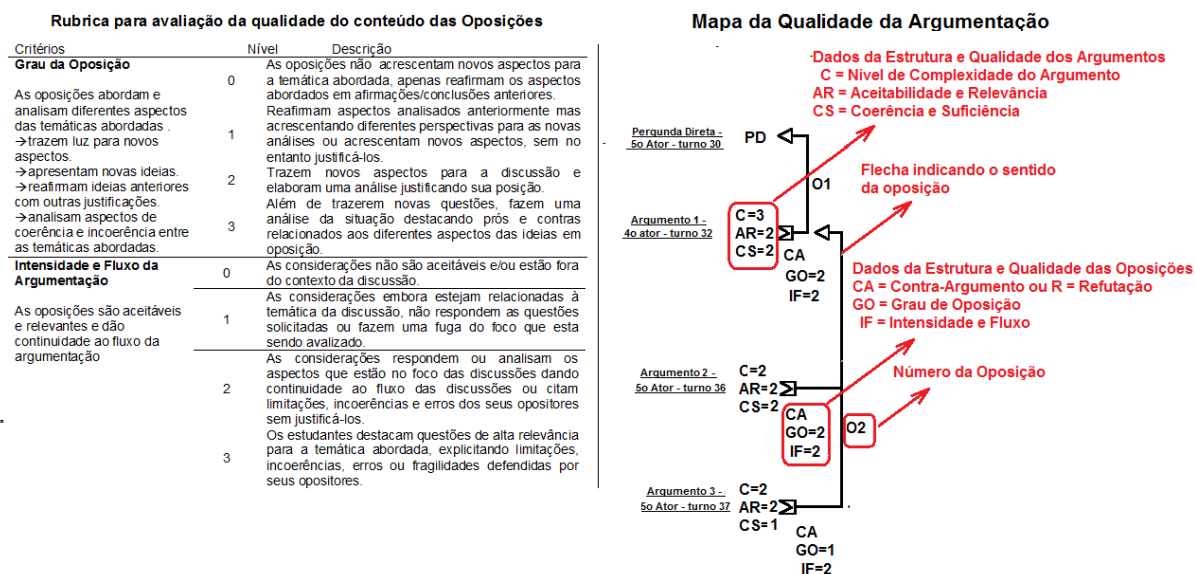 Rubrica para avaliação da qualidade do conteúdo das Oposições
Critérios Nível Descrição
Grau da Oposição
As oposições abordam e
analisam diferentes aspectos
das temáticas abordadas .
→trazem luz para novos
aspectos.
→apresentam novas ideias.
→reafirmam ideias anteriores
com outras justificações.
→analisam aspectos de
coerência e incoerência entre
as temáticas abordadas.
0
As oposições não acrescentam novos aspectos para
a temática abordada, apenas reafirmam os aspectos
abordados em afirmações/conclusões anteriores.
1
Reafirmam aspectos analisados anteriormente mas
acrescentando diferentes perspectivas para as novas
análises ou acrescentam novos aspectos, sem no
entanto justificá-los.
2
Trazem novos aspectos para a discussão e
elaboram uma análise justificando sua posição.
3
Além de trazerem novas questões, fazem uma
análise da situação destacando prós e contras
relacionados aos diferentes aspectos das ideias em
oposição.
Intensidade e Fluxo da
Argumentação
As oposições são aceitáveis
e relevantes e dão
continuidade ao fluxo da
argumentação
0
As considerações não são aceitáveis e/ou estão fora
do contexto da discussão.
1
As considerações embora estejam relacionadas à
temática da discussão, não respondem as questões
solicitadas ou fazem uma fuga do foco que esta
sendo avalizado.
2
As considerações respondem ou analisam os
aspectos que estão no foco das discussões dando
continuidade ao fluxo das discussões ou citam
limitações, incoerências e erros dos seus opositores
sem justificá-los.
3
Os estudantes destacam questões de alta relevância
para a temática abordada, explicitando limitações,
incoerências, erros ou fragilidades defendidas por
seus opositores.
Mapa da Qualidade da Argumentação
Dados da Estrutura e Qualidade dos Argumentos
C = Nível de Complexidade do Argumento
AR = Aceitabilidade e Relevância
CS = Coerência e Suficiência
Pergunda Direta -
5o Ator - turno 30
PD
O1
Flecha indicando o sentido
da oposição
Argumento 1 -
4o ator - turno 32
C=3
AR=2
CS=2
CA
GO=2
IF=2
Dados da Estrutura e Qualidade das Oposições
CA = Contra-Argumento ou R = Refutação
GO = Grau de Oposição
IF = Intensidade e Fluxo
Número da Oposição
Argumento 2 -
5o Ator - turno 36
C=2
AR=2
CS=2
CA
GO=2
IF=2
O2
Argumento 3 -
5o Ator - turno 37
C=2
AR=2
CS=1
CA
GO=1
IF=2